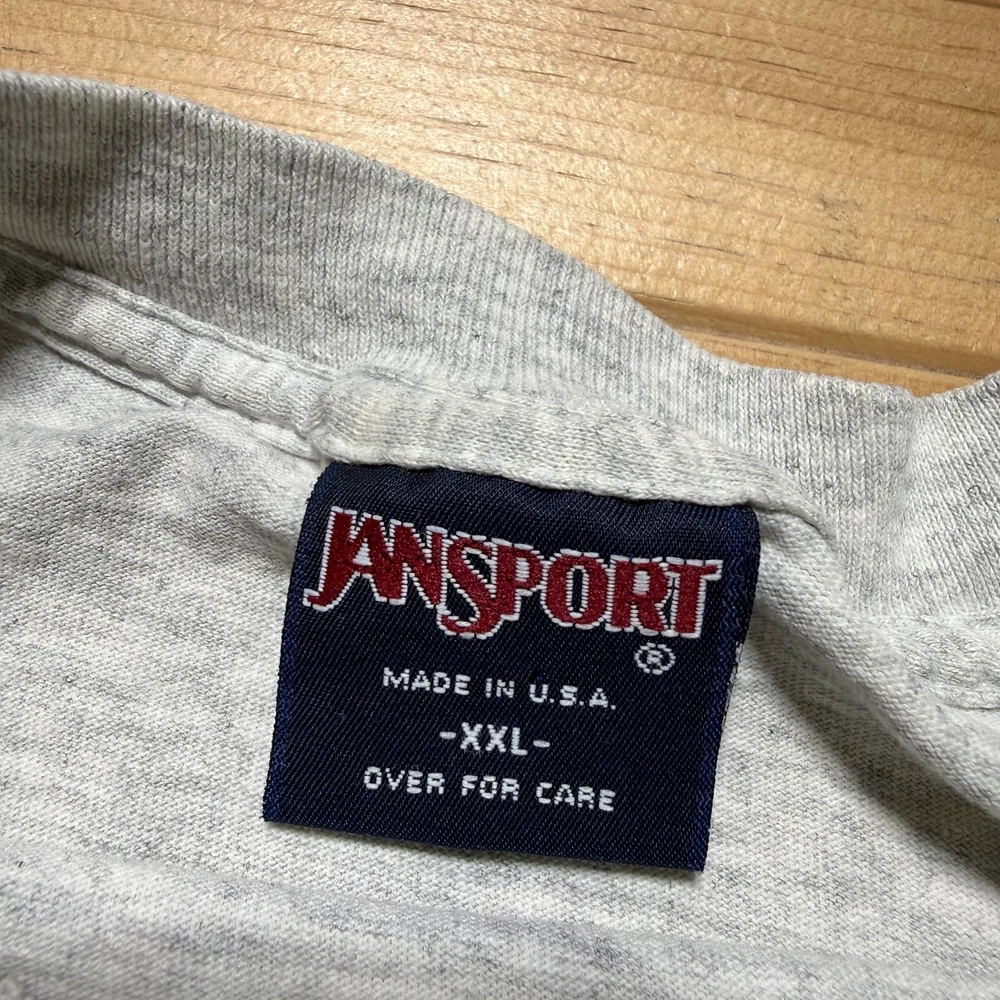 JANSPORT
®
MADE IN U.S.A.
-XXL-
OVER FOR CARE